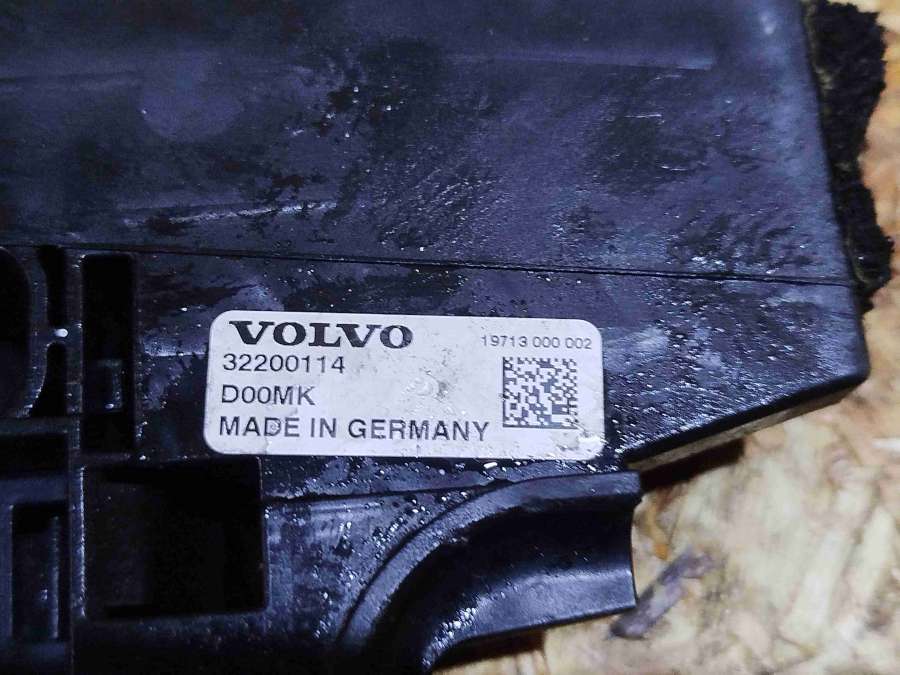 VOLVO
19713 000 002
32200114
D00MK
MADE IN GERMANY